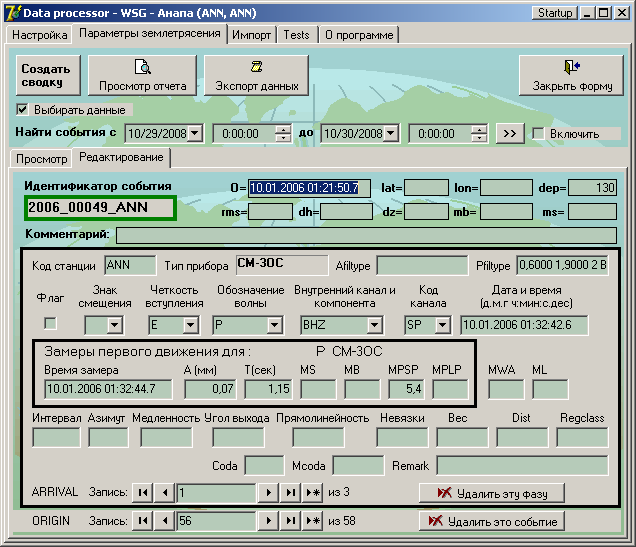 Data processor - WSG - Анапа (ANN, ANN) Startup
Настройка Параметры землетрясения Импорт Tests О программе
Создать сводку Просмотр отчета Экспорт данных Закрыть форму
Выбирать данные
Найти события с 10/29/2008 0:00:00 до 10/30/2008 0:00:00 >> Включить
Просмотр Редактирование
Идентификатор события O= 10.01.2006 01:21:50.7 lat= lon= dep= 130
2006_00049_ANN rms= dh= dz= mb= ms=
Комментарий:
Код станции ANN Тип прибора СМ-3ОС Afiltype Pfiltype 0,6000 1,9000 2 B
Флаг Знак смещения Четкость вступления Обозначение волны Внутренний канал и компонента Код канала Дата и время (д.м.г ч:мин:с.дес)
E P BHZ SP 10.01.2006 01:32:42.6
Замеры первого движения для : P СМ-3ОС
Время замера A (мм) T(сек) MS MB MPSP MPLP MWA ML
10.01.2006 01:32:44.7 0,07 1,15 5,4
Интервал Азимут Медленность Угол выхода Прямолинейность Невязки Вес Dist Regclass
Coda Mcoda Remark
ARRIVAL Запись: 1 из 3 Удалить эту фазу
ORIGIN Запись: 56 из 58 Удалить это событие